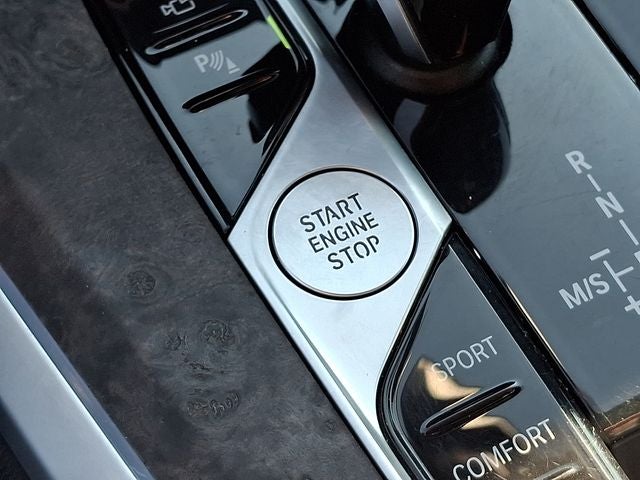 P
START
ENGINE
STOP
R
N
M/S
+
SPORT
COMFORT